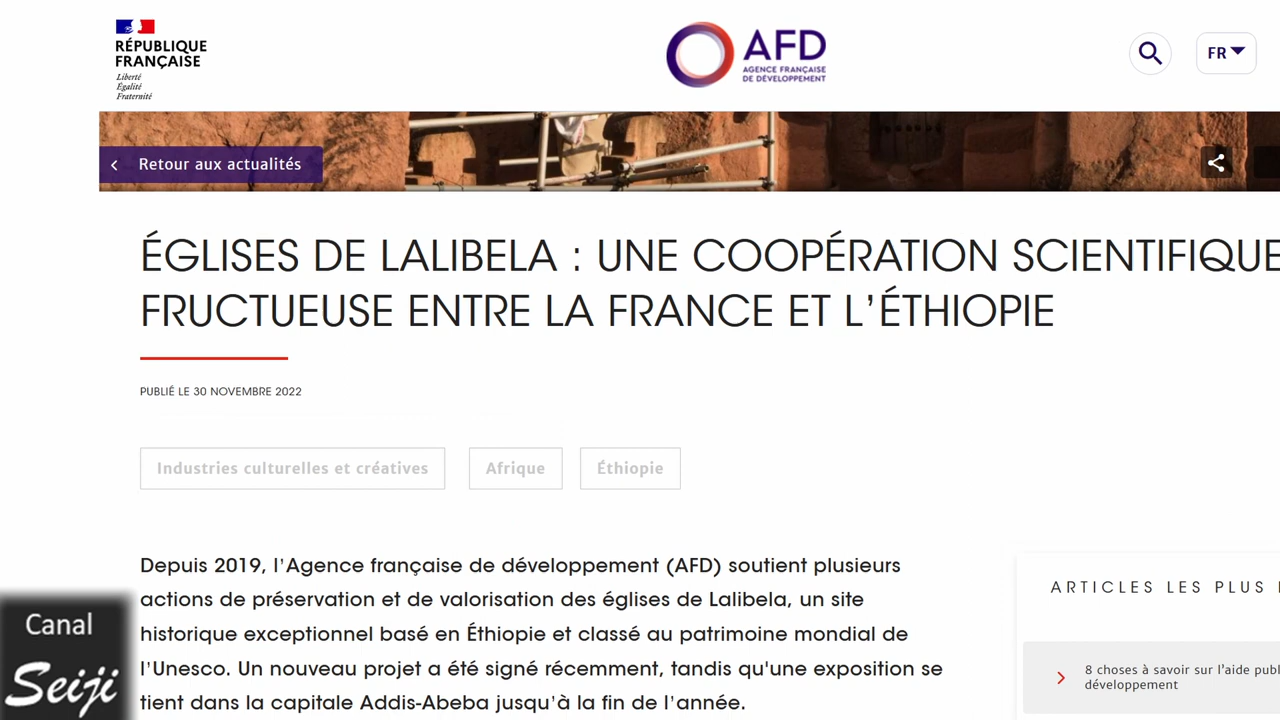 RÉPUBLIQUE
FRANÇAISE
Liberté
Égalité
Fraternité
AFD
AGENCE FRANÇAISE
DE DÉVELOPPEMENT
FR
Retour aux actualités
ÉGLISES DE LALIBELA : UNE COOPÉRATION SCIENTIFIQUE
FRUCTUEUSE ENTRE LA FRANCE ET L’ÉTHIOPIE
PUBLIÉ LE 30 NOVEMBRE 2022
Industries culturelles et créatives
Afrique
Éthiopie
Depuis 2019, l’Agence française de développement (AFD) soutient plusieurs
actions de préservation et de valorisation des églises de Lalibela, un site
historique exceptionnel basé en Éthiopie et classé au patrimoine mondial de
l’Unesco. Un nouveau projet a été signé récemment, tandis qu'une exposition se
tient dans la capitale Addis-Abeba jusqu’à la fin de l’année.
ARTICLES LES PLUS
8 choses à savoir sur l’aide publ
développement
Canal
Seiji